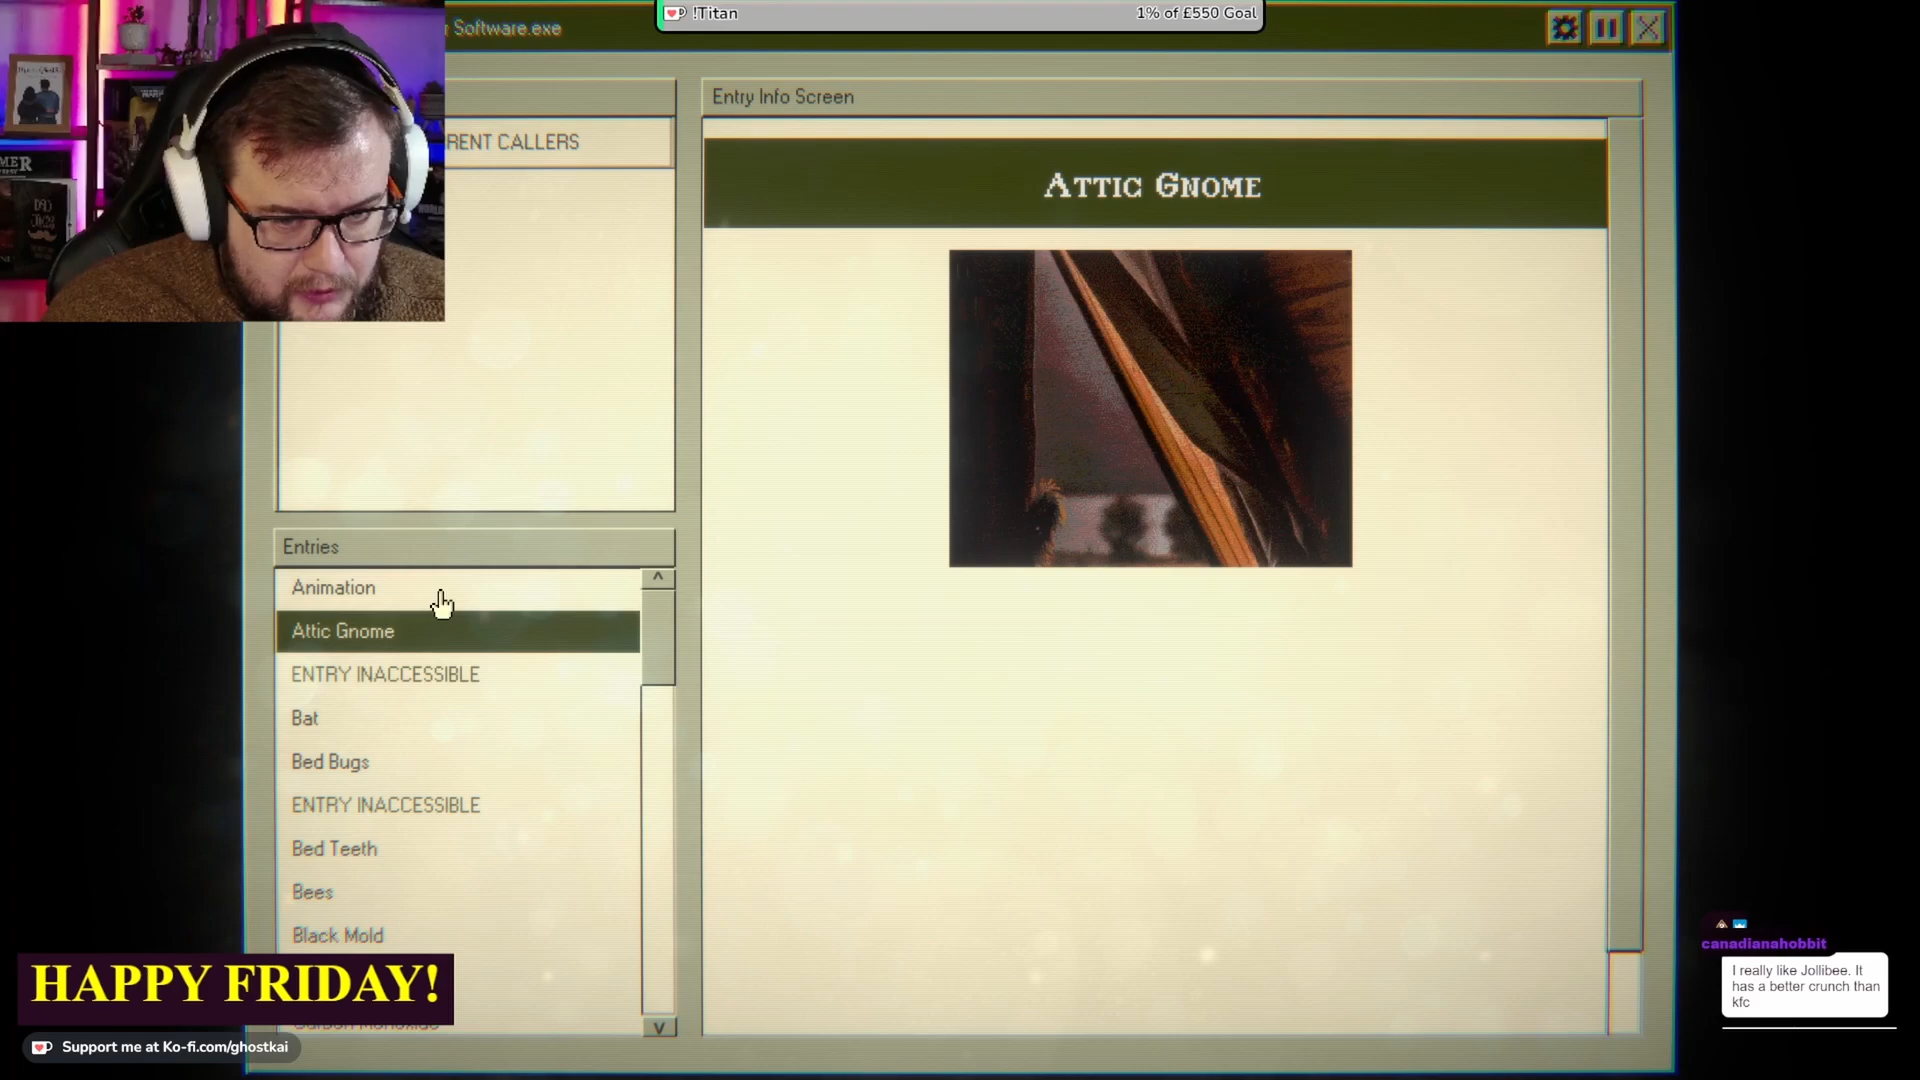 Software.exe
!Titan
1% of £550 Goal
RENT CALLERS
Entry Info Screen
ATTIC GNOME
Entries
Animation
Attic Gnome
ENTRY INACCESSIBLE
Bat
Bed Bugs
ENTRY INACCESSIBLE
Bed Teeth
Bees
Black Mold
Carbon Monoxide
HAPPY FRIDAY!
Support me at Ko-fi.com/ghostkai
canadianahobbit
I really like Jollibee. It
has a better crunch than
kfc